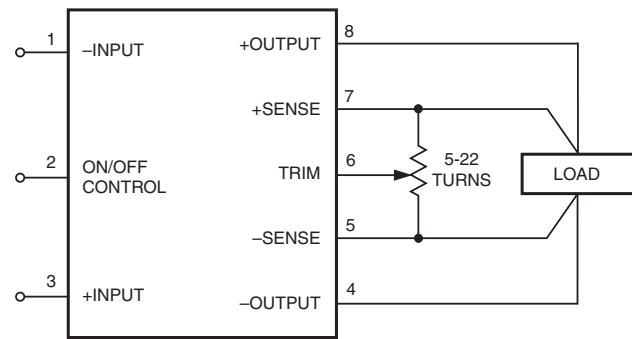 1
–INPUT
2
ON/OFF
CONTROL
3
+INPUT
+OUTPUT
8
+SENSE
7
TRIM
6
5-22
TURNS
–SENSE
5
–OUTPUT
4
LOAD